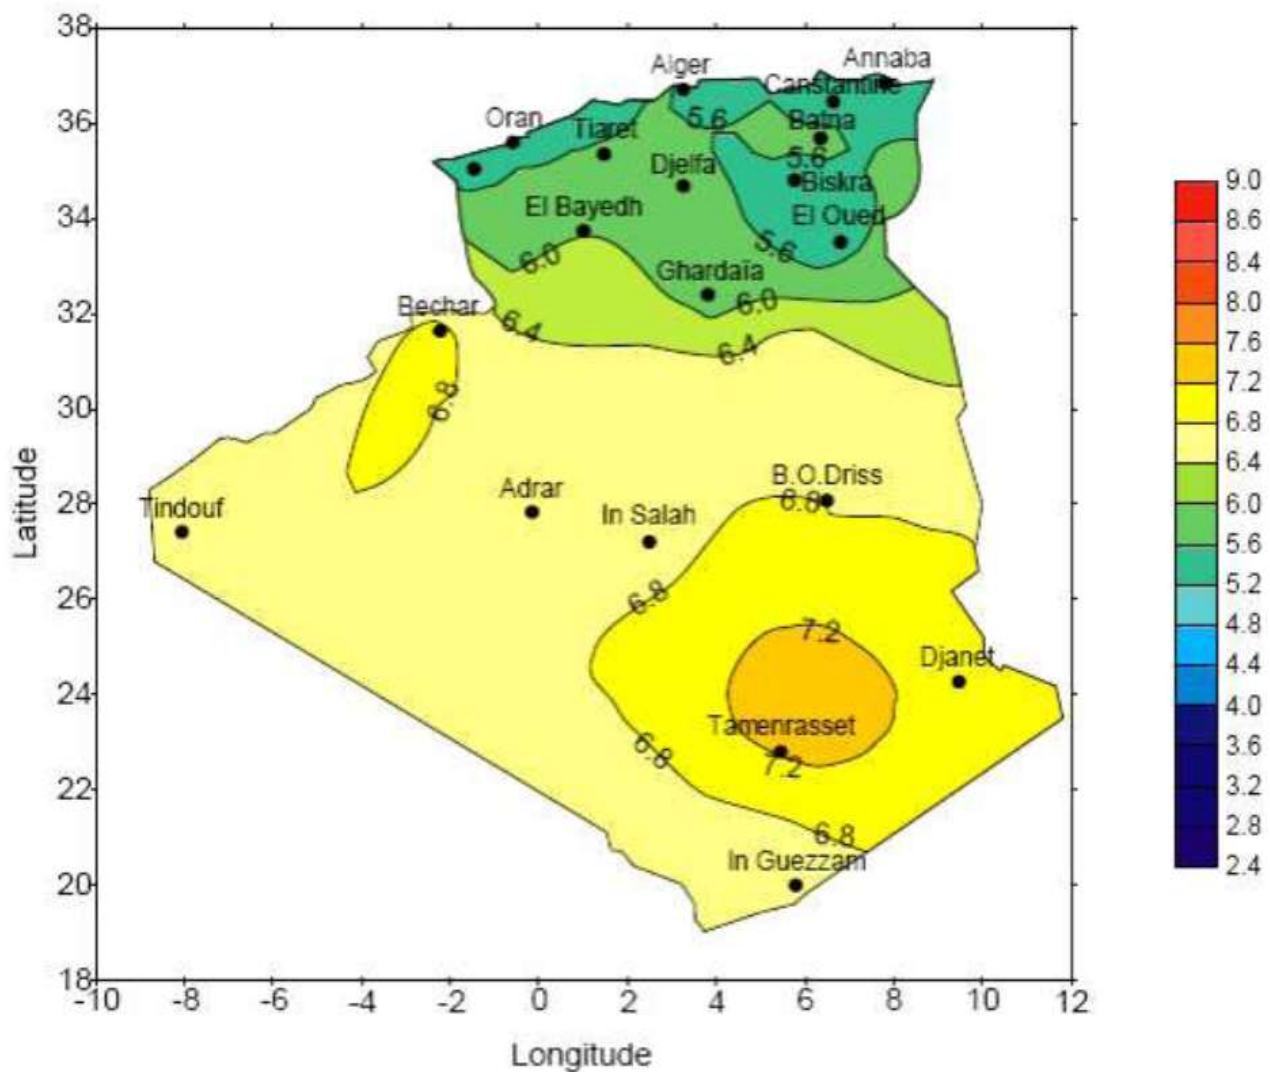 38
Alger
Annaba
Canstantine
36
Oran
5.6
Tiaret
Batna
5.6
Djelfa
Biskra
34
El Bayedh
El Oued
5.6
6.0
Ghardaïa
32
Bechar
6.4
6.0
6.4
30
6.8
28
Tindouf
Adrar
In Salah
B.O.Driss
6.8
26
6.8
7.2
Djanet
24
Tamenrasset
6.8
7.2
22
6.8
In Guezzam
20
18
-10
-8
-6
-4
-2
0
2
4
6
8
10
12
Latitude
Longitude
9.0
8.6
8.4
8.0
7.6
7.2
6.8
6.4
6.0
5.6
5.2
4.8
4.4
4.0
3.6
3.2
2.8
2.4